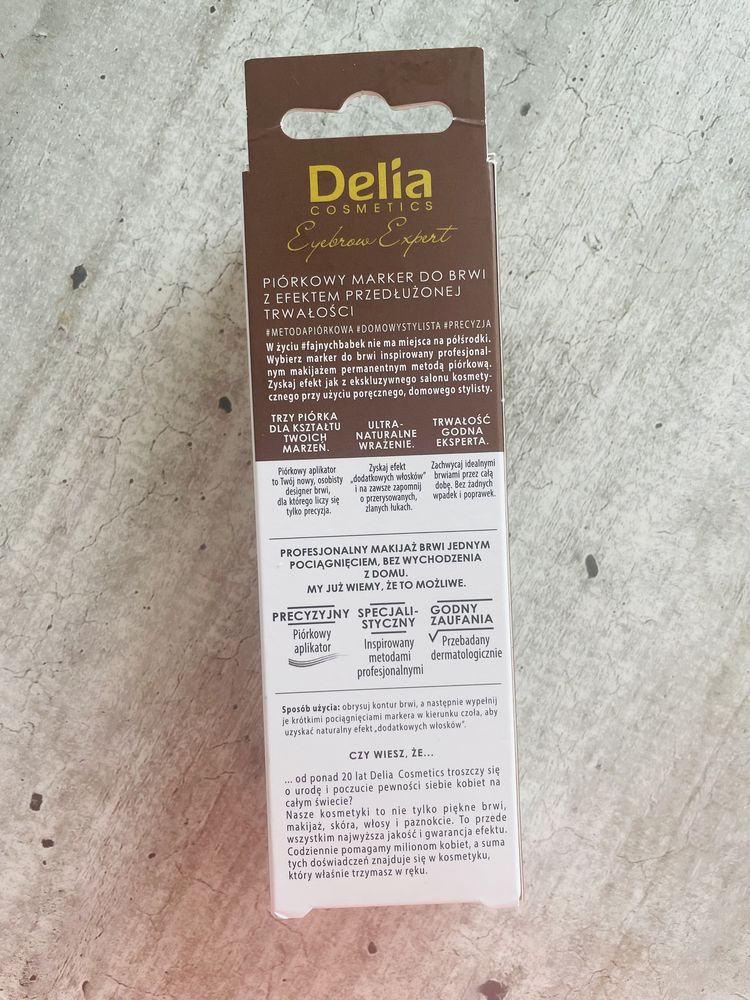 Delia
COSMETICS
Eyebrow Expert
PIÓRKOWY MARKER DO BRWI
Z EFEKTEM PRZEDŁUŻONEJ
TRWAŁOŚCI
#METODAPIÓRKOWA #DOMOWYSTYLISTA #PRECYZJA
W życiu #fajnychbabek nie ma miejsca na półśrodki.
Wybierz marker do brwi inspirowany profesjonal-
nym makijażem permanentnym metodą piórkową.
Zyskaj efekt jak z ekskluzywnego salonu kosmety-
cznego przy użyciu poręcznego, domowego stylisty.
TRZY PIÓRKA
DLA KSZTAŁTU
TWOICH
MARZEŃ.
ULTRA-
NATURALNE
WRAŻENIE.
TRWAŁOŚĆ
GODNA
EKSPERTA.
Piórkowy aplikator
to Twój nowy, osobisty
designer brwi,
dla którego liczy się
tylko precyzja.
Zyskaj efekt
„dodatkowych włosków"
i na zawsze zapomnij
o przerysowanych,
zlanych łukach.
Zachwycaj idealnymi
brwiami przez całą
dobę. Bez żadnych
wpadek i poprawek.
PROFESJONALNY MAKIJAŻ BRWI JEDNYM
POCIĄGNIĘCIEM, BEZ WYCHODZENIA
Z DOMU.
MY JUŻ WIEMY, ŻE TO MOŻLIWE.
PRECYZYJNY
Piórkowy
aplikator
SPECJALI-
STYCZNY
Inspirowany
metodami
profesjonalnymi
GODNY
ZAUFANIA
Przebadany
dermatologicznie
Sposób użycia: obrysuj kontur brwi, a następnie wypełnij
je krótkimi pociągnięciami markera w kierunku czoła, aby
uzyskać naturalny efekt „dodatkowych włosków".
CZY WIESZ, ŻE...
... od ponad 20 lat Delia Cosmetics troszczy się
o urodę i poczucie pewności siebie kobiet na
całym świecie?
Nasze kosmetyki to nie tylko piękne brwi,
makijaż, skóra, włosy i paznokcie. To przede
wszystkim najwyższa jakość i gwarancja efektu.
Codziennie pomagamy milionom kobiet, a suma
tych doświadczeń znajduje się w kosmetyku,
który właśnie trzymasz w ręku.